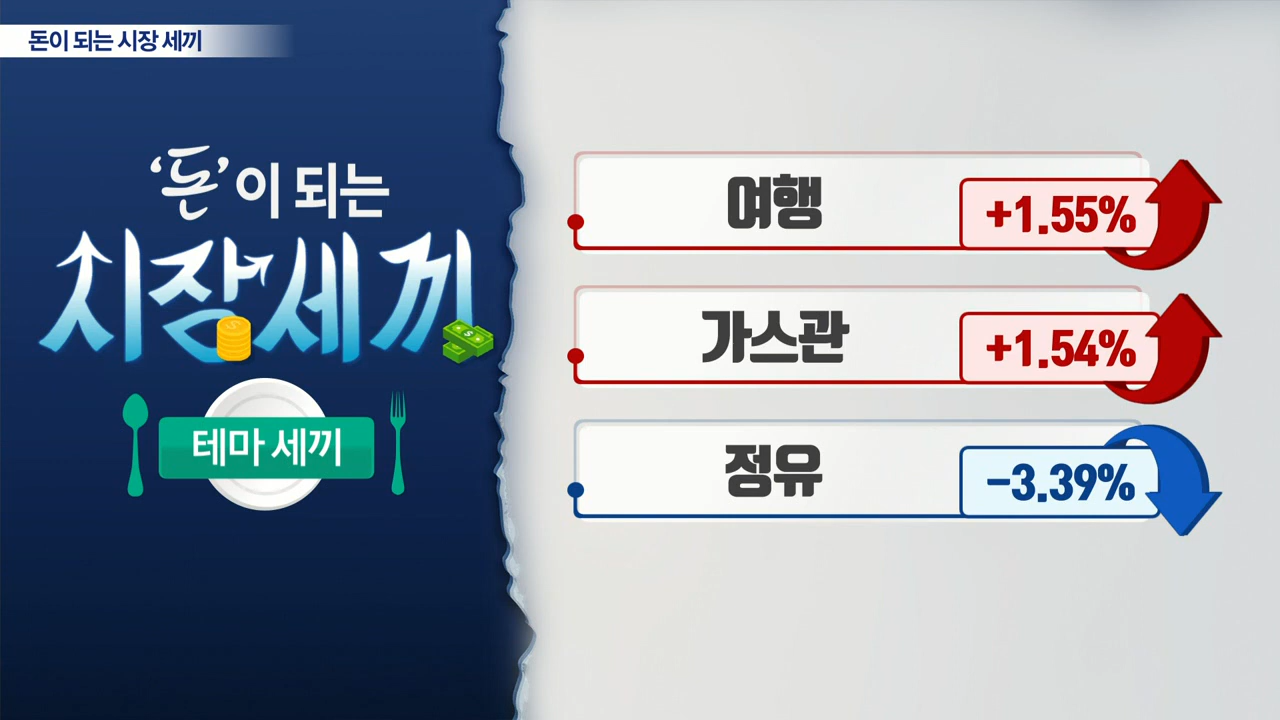 돈이 되는 시장 세끼
‘돈’이 되는
시장세끼
테마 세끼
여행
+1.55%
가스관
+1.54%
정유
-3.39%